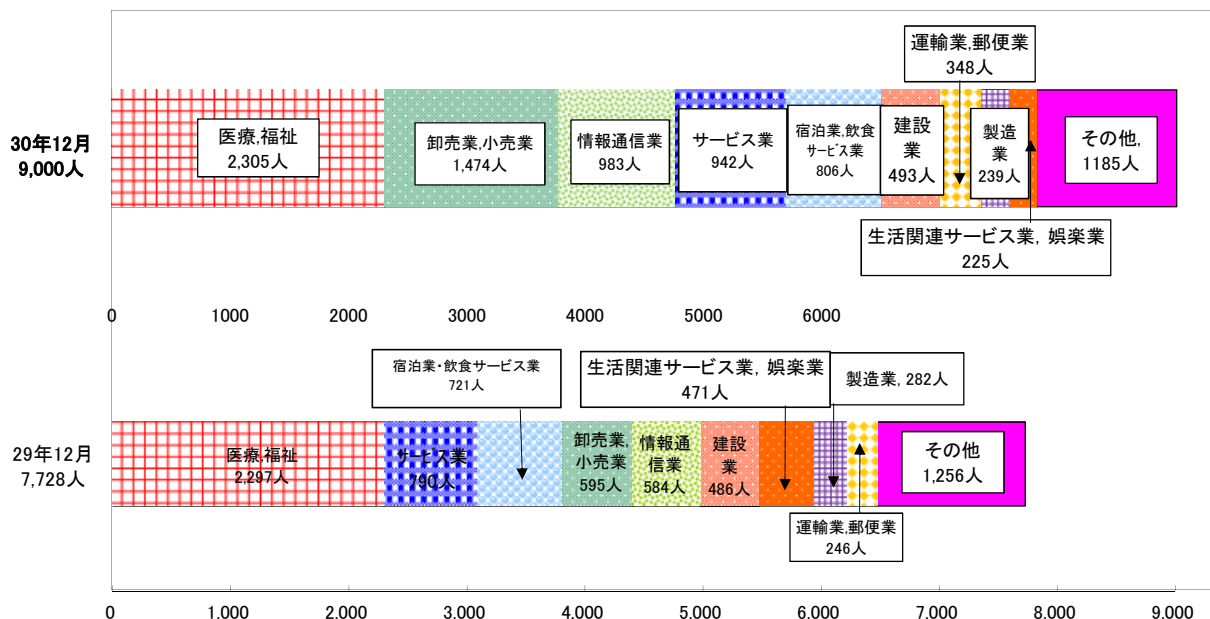 運輸業,郵便業
348人
30年12月
9,000人
医療,福祉
2,305人
卸売業,小売業
1,474人
情報通信業
983人
サービス業
942人
宿泊業,飲食
サービス業
806人
建設
業
493人
製造
業
239人
その他,
1185人
生活関連サービス業, 娯楽業
225人
0 1000 2000 3000 4000 5000 6000
宿泊業・飲食サービス業
721人
生活関連サービス業, 娯楽業
471人
製造業, 282人
29年12月
7,728人
医療,福祉
2,297人
サービス業
790人
卸売業,
小売業
595人
情報通
信業
584人
建設
業
486人
その他
1,256人
運輸業,郵便業
246人
0 1,000 2,000 3,000 4,000 5,000 6,000 7,000 8,000 9,000